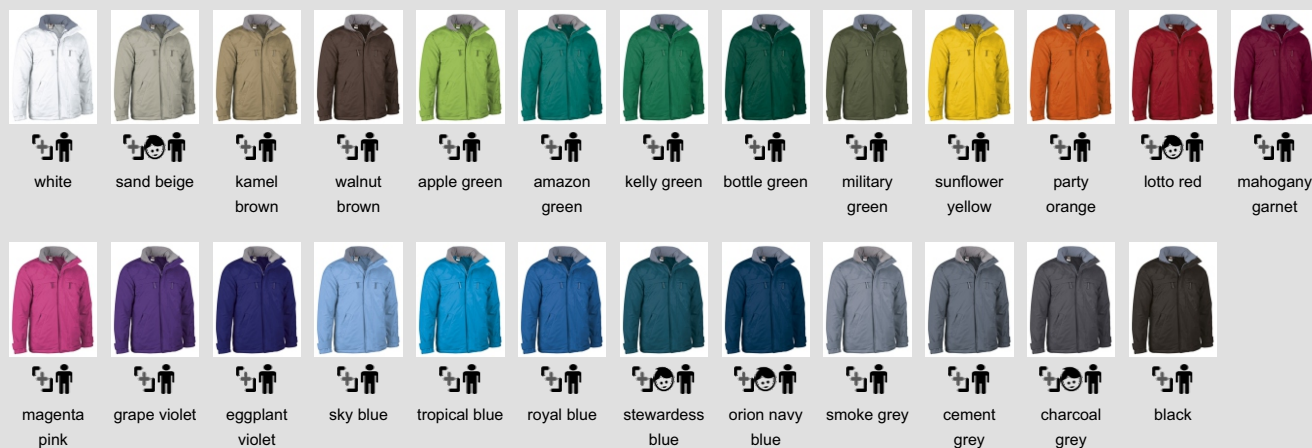 white
sand beige
kamel
brown
walnut
brown
apple green
amazon
green
kelly green
bottle green
military
green
sunflower
yellow
party
orange
lotto red
mahogany
garnet
magenta
pink
grape violet
eggplant
violet
sky blue
tropical blue
royal blue
stewardess
blue
orion navy
blue
smoke grey
cement
grey
charcoal
grey
black